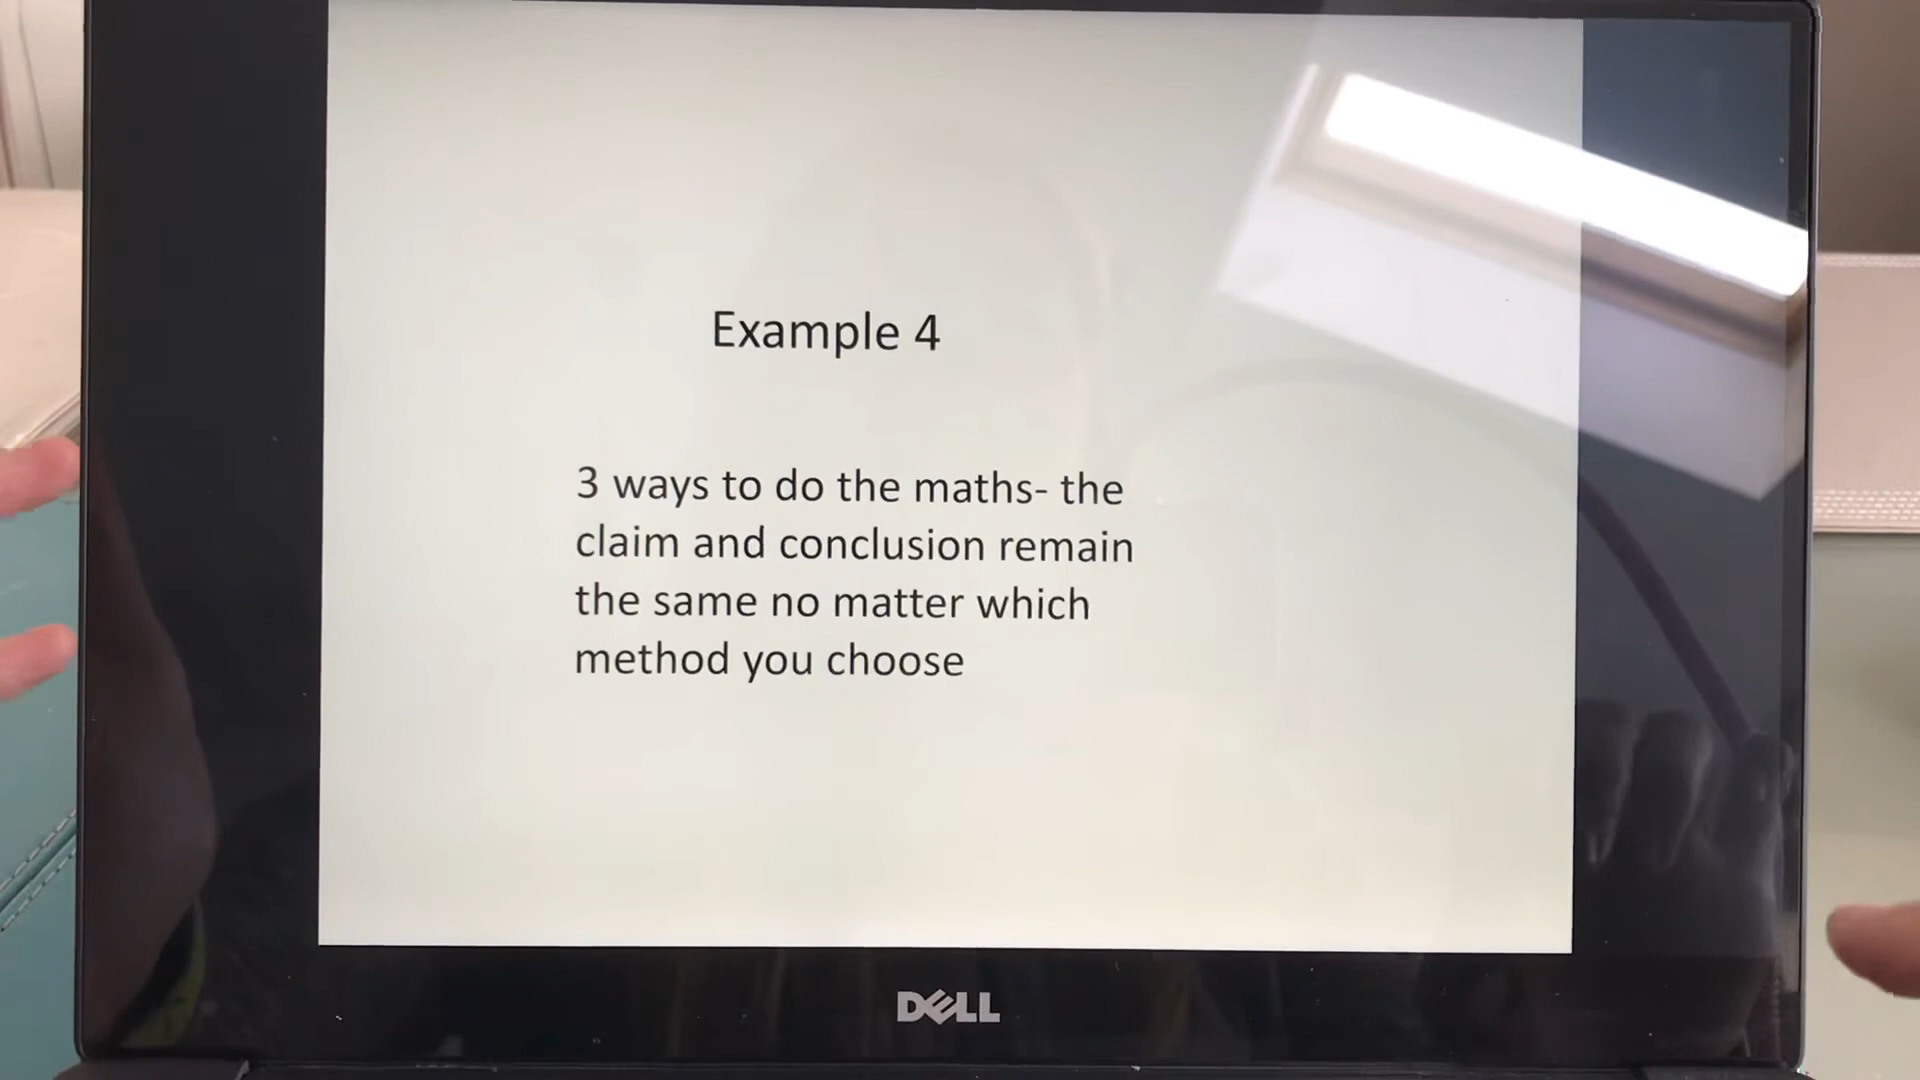 Example 4
3 ways to do the maths- the
claim and conclusion remain
the same no matter which
method you choose
DELL